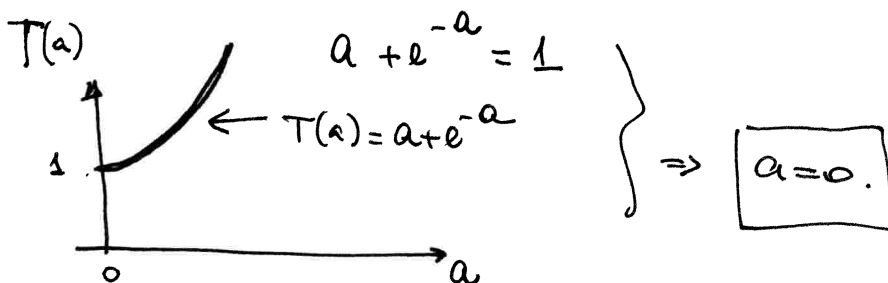 T(a)
a + e^{-a} = 1
T(a) = a + e^{-a}
1
⇒ a = 0.
0
a